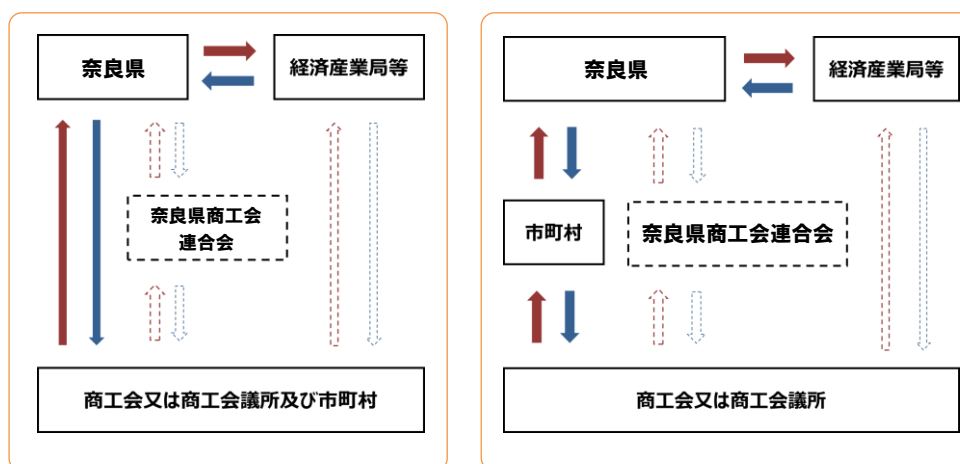 奈良県
経済産業局等
奈良県商工会
連合会
商工会又は商工会議所及び市町村
奈良県
経済産業局等
市町村
奈良県商工会連合会
商工会又は商工会議所